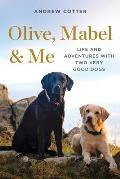 ANDREW COTTER
Olive, Mabel
& Me
LIFE AND
ADVENTURES WITH
TWO VERY
GOOD DOGS